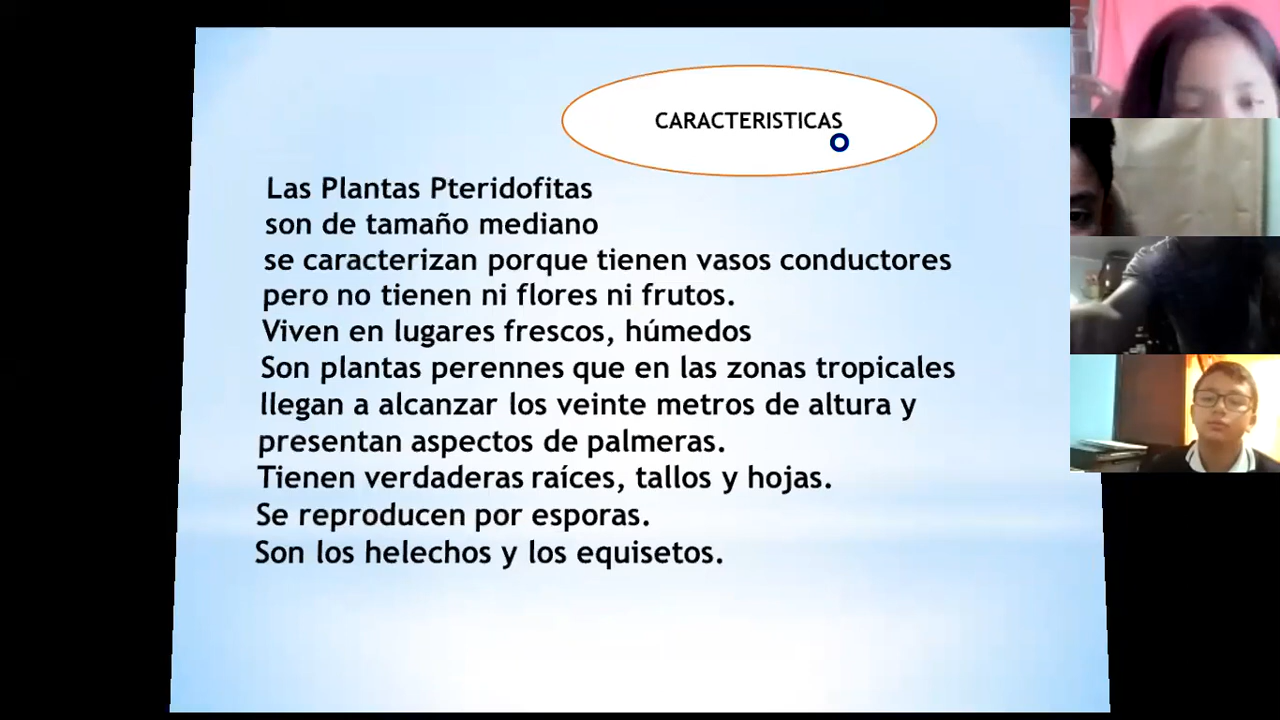 CARACTERISTICAS
Las Plantas Pteridofitas
son de tamaño mediano
se caracterizan porque tienen vasos conductores
pero no tienen ni flores ni frutos.
Viven en lugares frescos, húmedos
Son plantas perennes que en las zonas tropicales
llegan a alcanzar los veinte metros de altura y
presentan aspectos de palmeras.
Tienen verdaderas raíces, tallos y hojas.
Se reproducen por esporas.
Son los helechos y los equisetos.